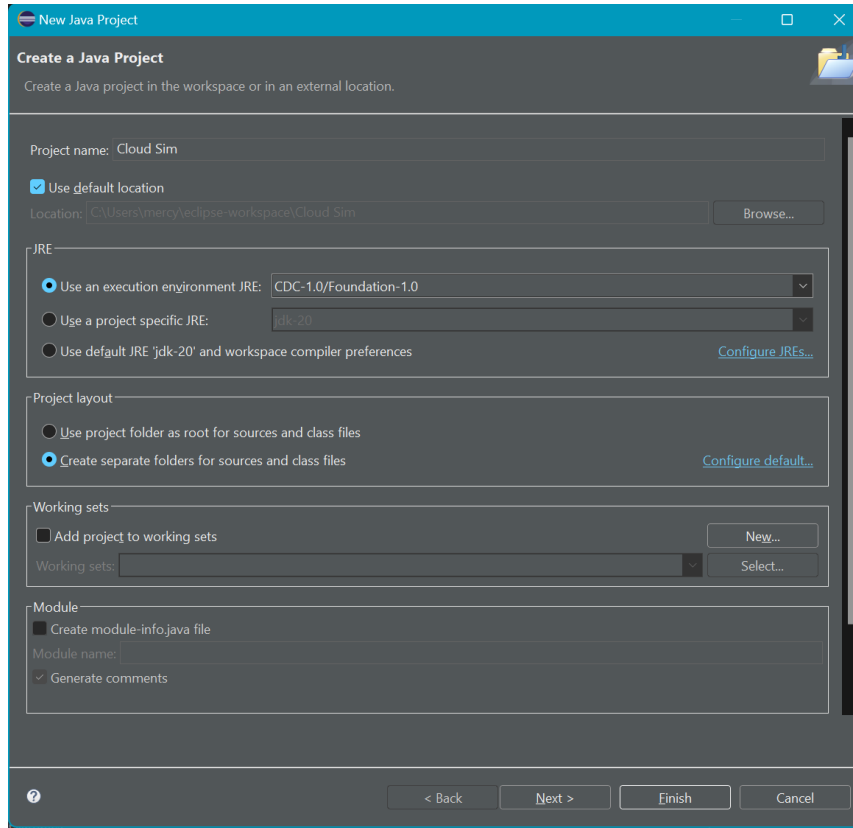 New Java Project
Create a Java Project
Create a Java project in the workspace or in an external location.
Project name: Cloud Sim
Use default location
Location: C:\Users\mercy\eclipse-workspace\Cloud Sim Browse...
JRE
Use an execution environment JRE: CDC-1.0/Foundation-1.0
Use a project specific JRE: jdk-20
Use default JRE 'jdk-20' and workspace compiler preferences Configure JREs...
Project layout
Use project folder as root for sources and class files
Create separate folders for sources and class files Configure default...
Working sets
Add project to working sets New...
Working sets: Select...
Module
Create module-info.java file
Module name:
Generate comments
? < Back Next > Finish Cancel